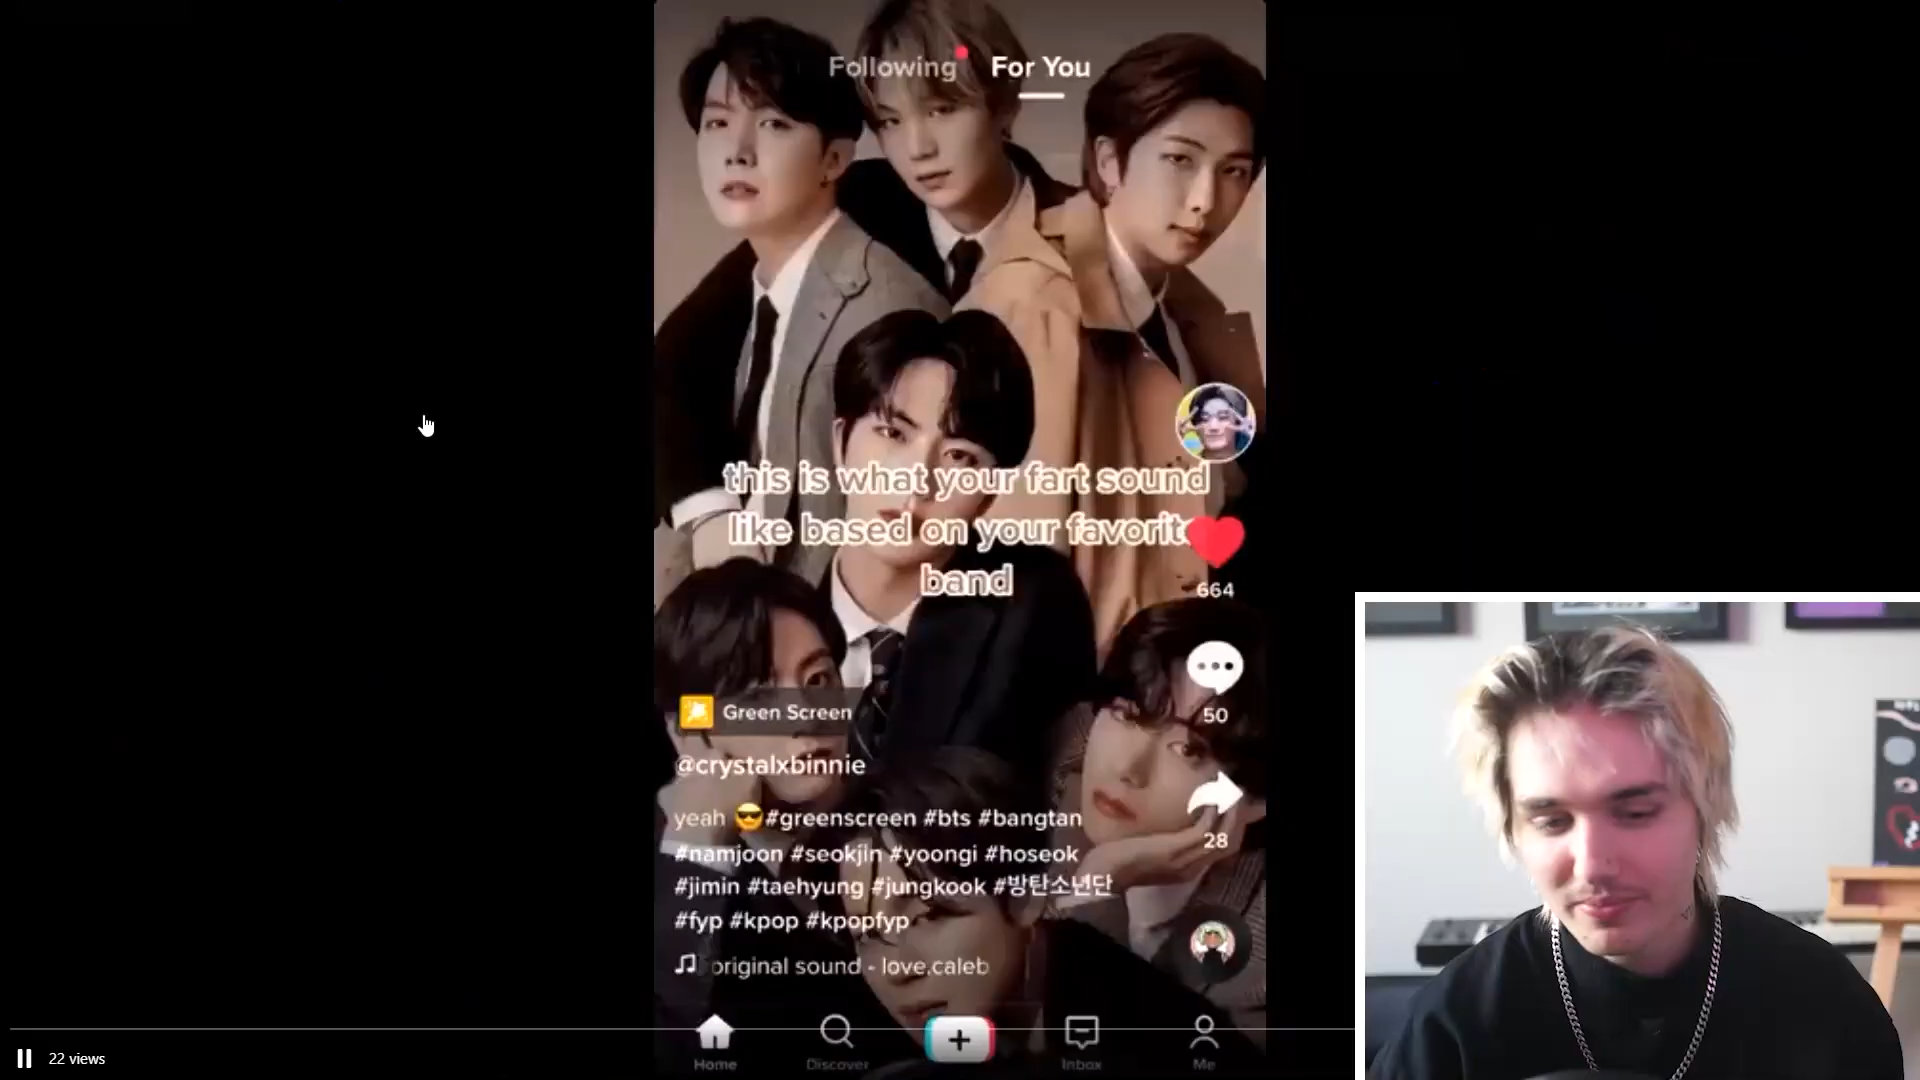 Following For You
this is what your fart sound
like based on your favorite
band
664
50
Green Screen
@crystalxbinnie
28
yeah 😎#greenscreen #bts #bangtan
#namjoon #seokjin #yoongi #hoseok
#jimin #taehyung #jungkook #방탄소년단
#fyp #kpop #kpopfyp
original sound - love.caleb
Home Discover Inbox Me
22 views